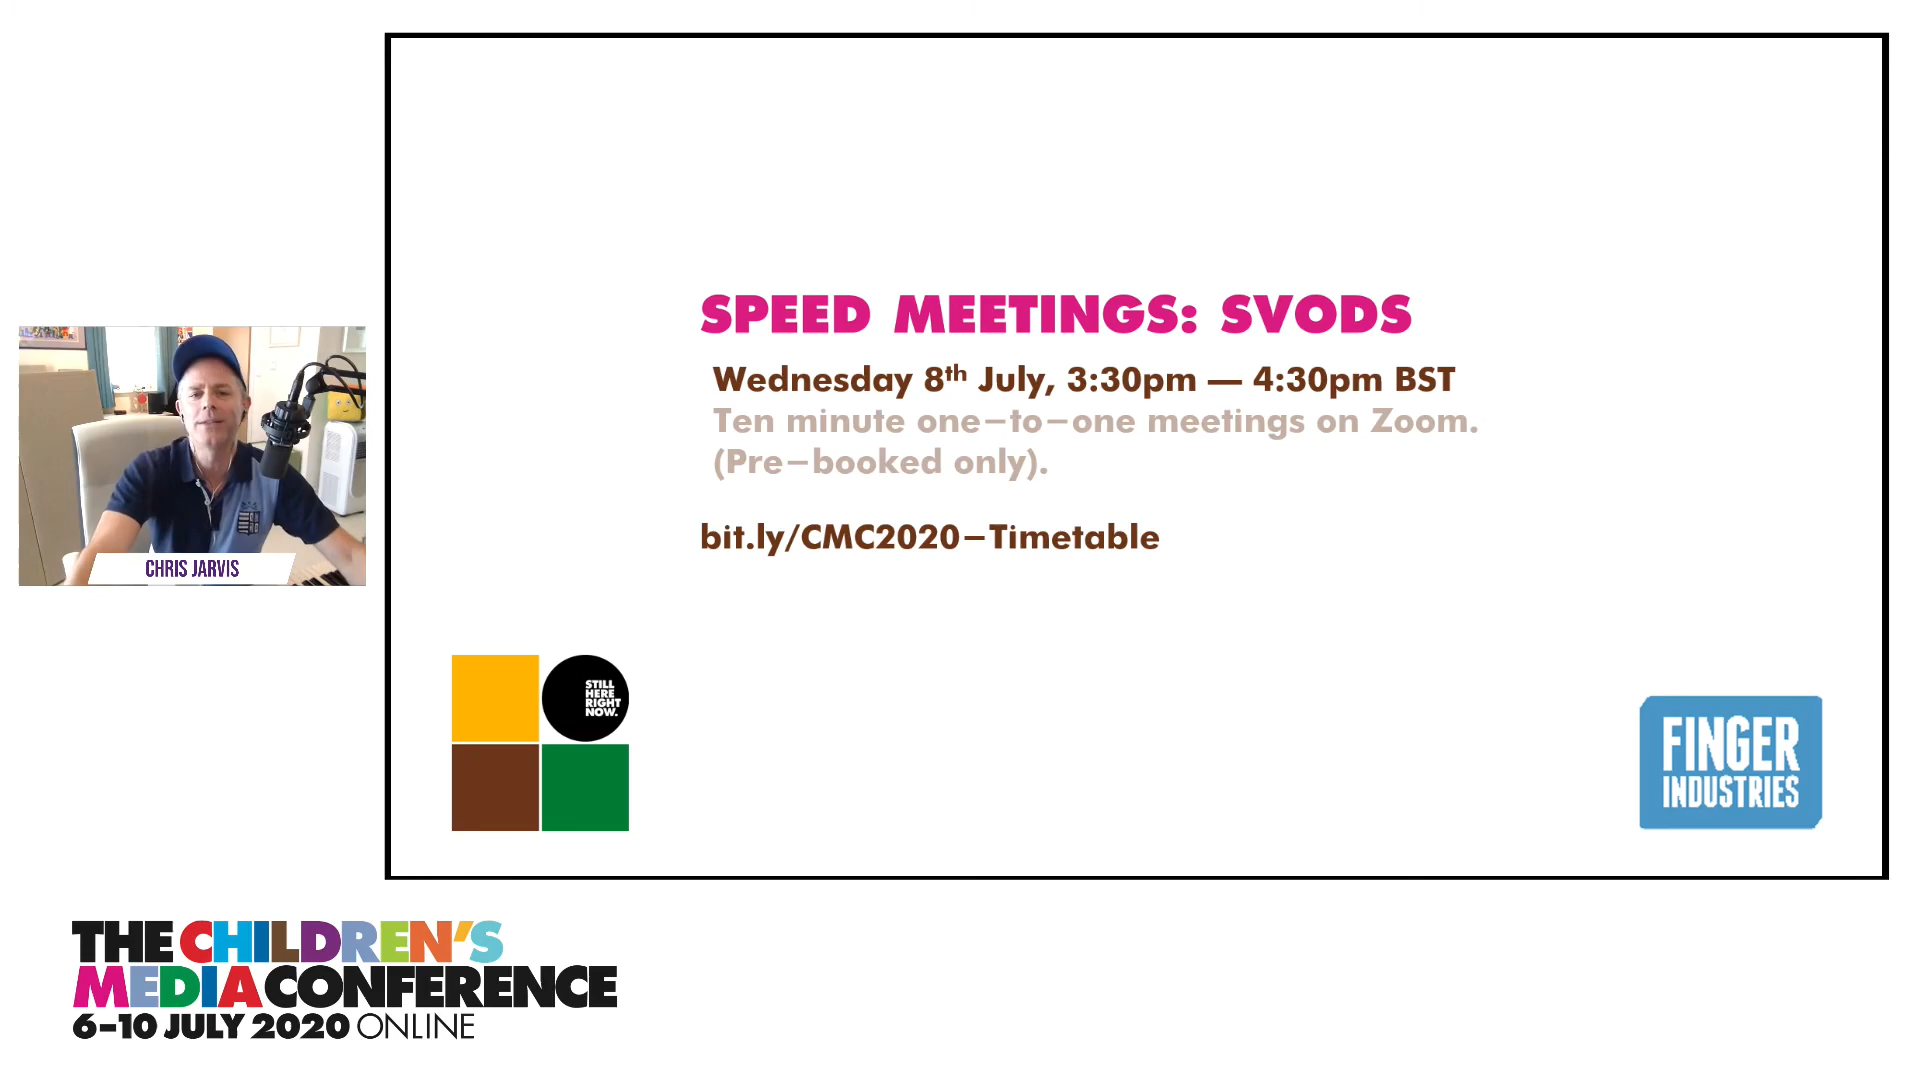 SPEED MEETINGS: SVODS
Wednesday 8th July, 3:30pm — 4:30pm BST
Ten minute one–to–one meetings on Zoom.
(Pre–booked only).
bit.ly/CMC2020–Timetable
CHRIS JARVIS
STILL
HERE
RIGHT
NOW.
FINGER
INDUSTRIES
THE CHILDREN'S
MEDIA CONFERENCE
6–10 JULY 2020 ONLINE